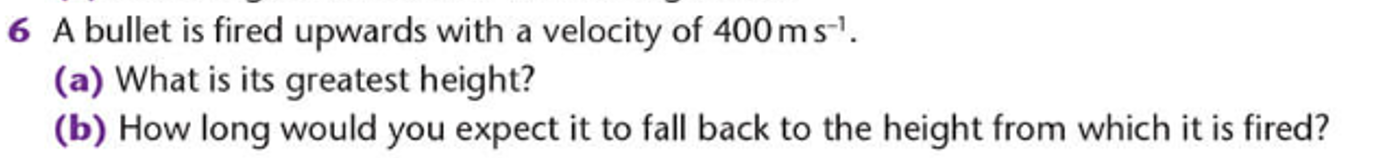 6 A bullet is fired upwards with a velocity of 400 m s⁻¹.
(a) What is its greatest height?
(b) How long would you expect it to fall back to the height from which it is fired?